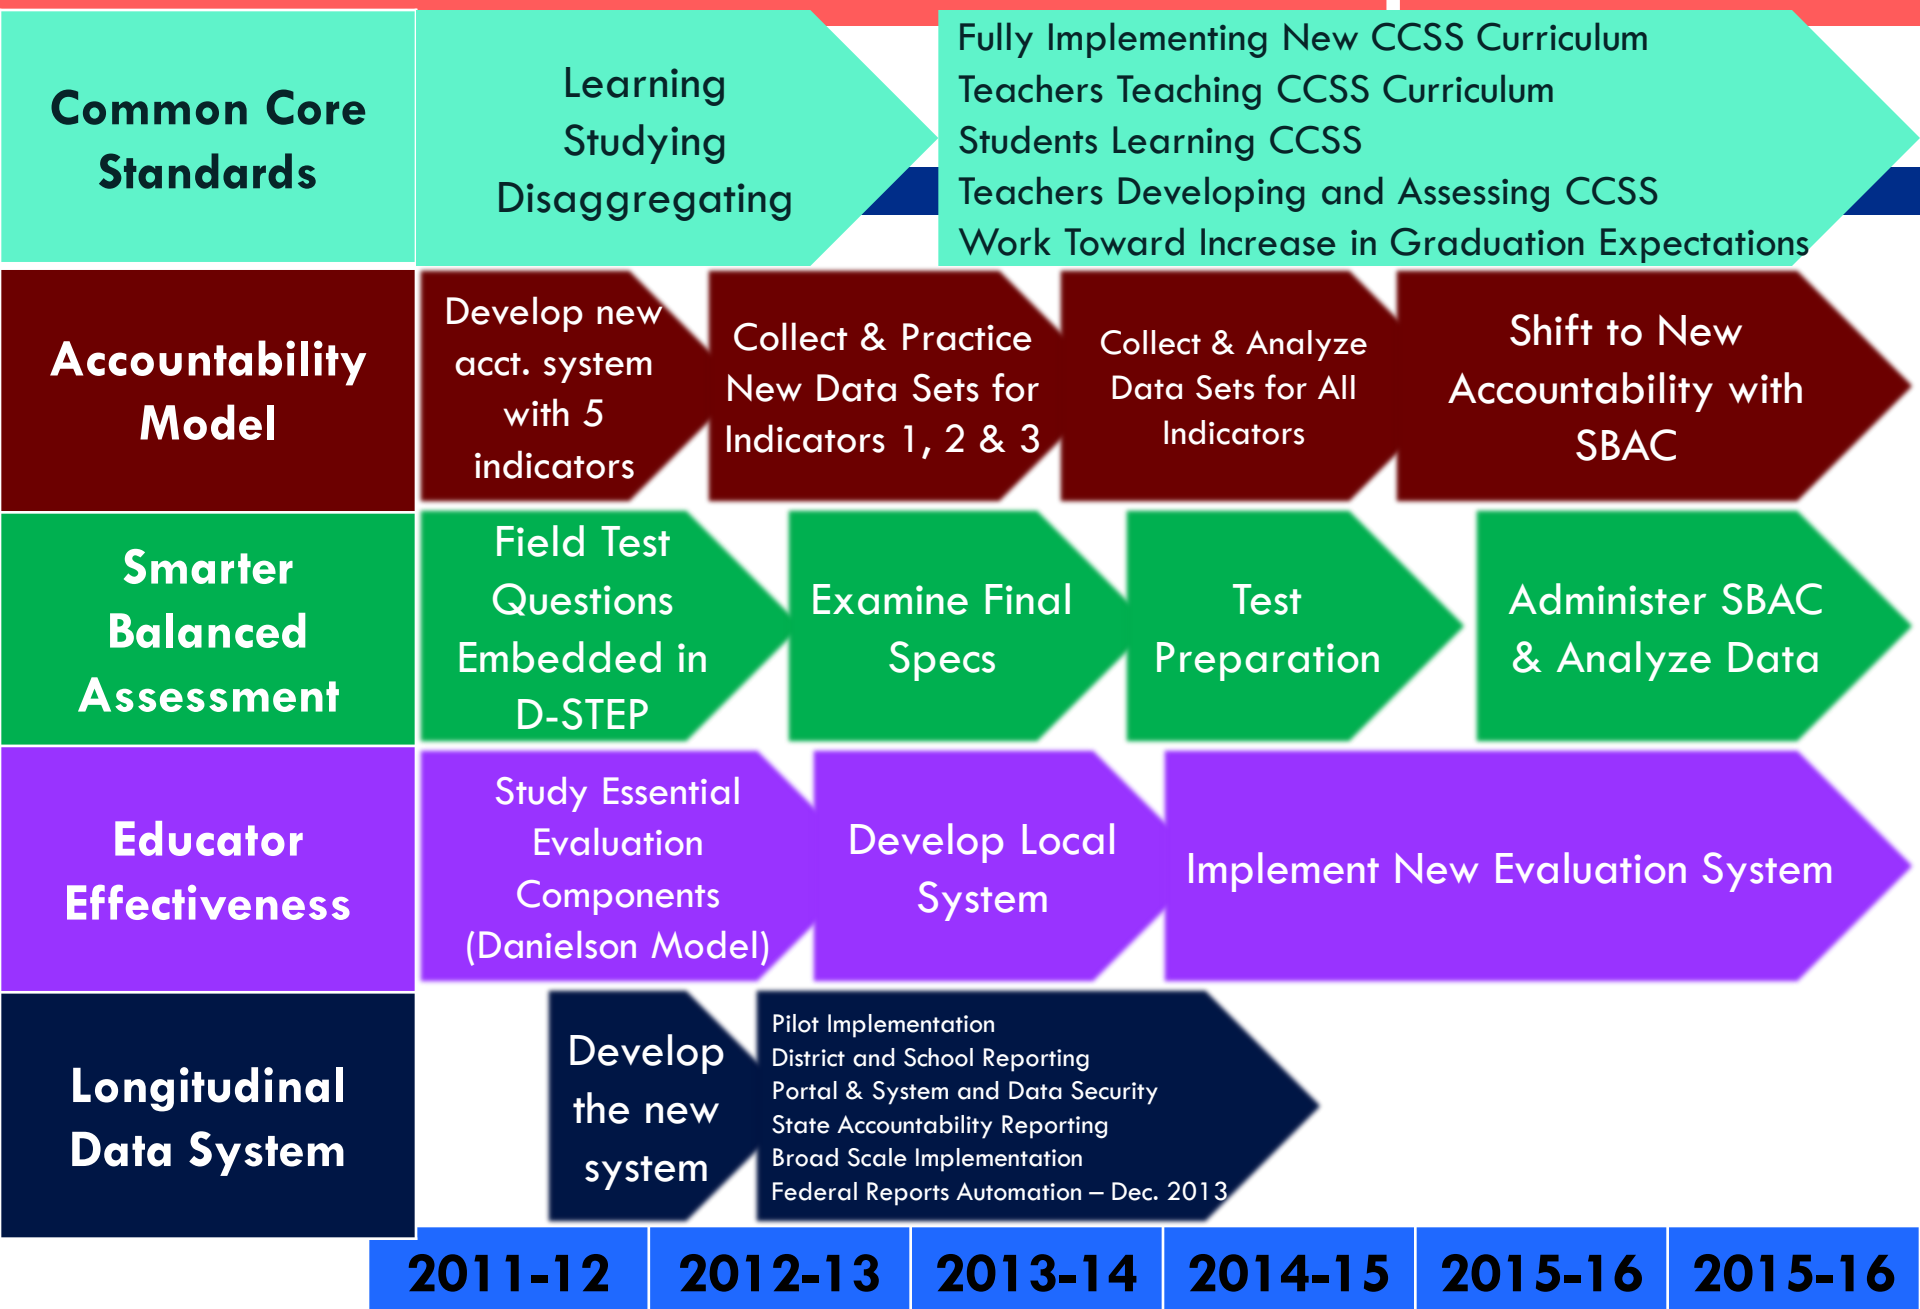 Common Core
Standards
Learning
Studying
Disaggregating
Fully Implementing New CCSS Curriculum
Teachers Teaching CCSS Curriculum
Students Learning CCSS
Teachers Developing and Assessing CCSS
Work Toward Increase in Graduation Expectations
Accountability
Model
Develop new
acct. system
with 5
indicators
Collect & Practice
New Data Sets for
Indicators 1, 2 & 3
Collect & Analyze
Data Sets for All
Indicators
Shift to New
Accountability with
SBAC
Smarter
Balanced
Assessment
Field Test
Questions
Embedded in
D-STEP
Examine Final
Specs
Test
Preparation
Administer SBAC
& Analyze Data
Educator
Effectiveness
Study Essential
Evaluation
Components
(Danielson Model)
Develop Local
System
Implement New Evaluation System
Longitudinal
Data System
Develop
the new
system
Pilot Implementation
District and School Reporting
Portal & System and Data Security
State Accountability Reporting
Broad Scale Implementation
Federal Reports Automation – Dec. 2013
2011-12 2012-13 2013-14 2014-15 2015-16 2015-16